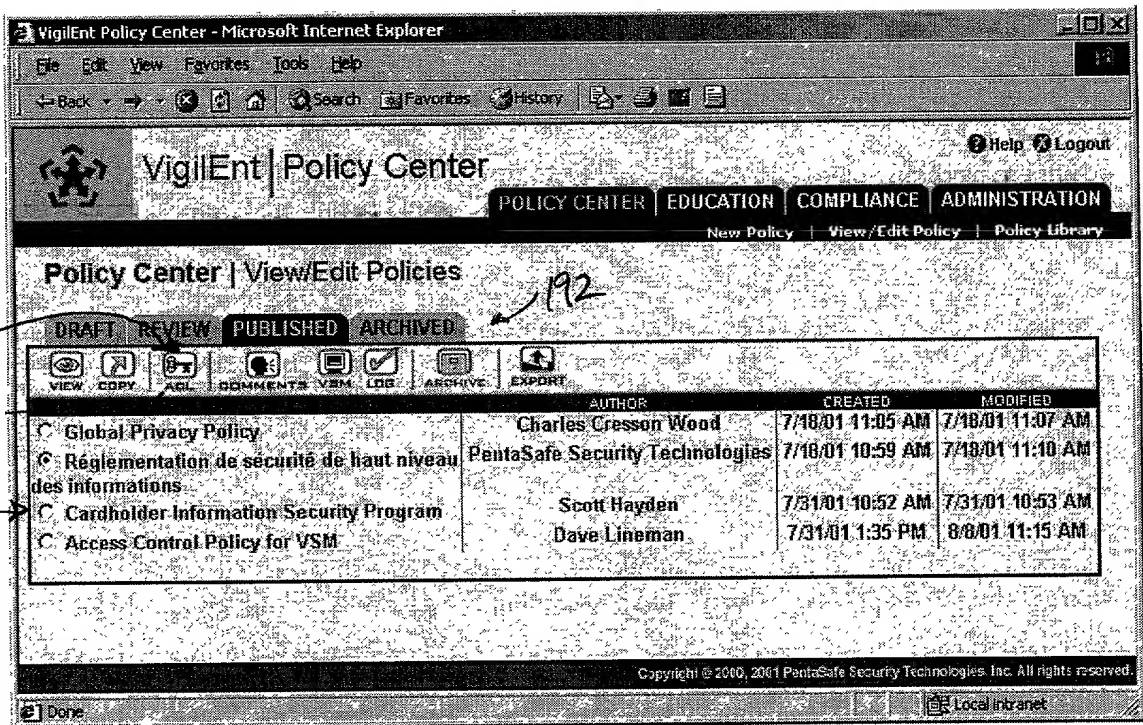 VigilEnt Policy Center - Microsoft Internet Explorer
File Edit View Favorites Tools Help
Back Search Favorites History
Help Logout
VigilEnt | Policy Center
POLICY CENTER | EDUCATION | COMPLIANCE | ADMINISTRATION
New Policy | View/Edit Policy | Policy Library
Policy Center | View/Edit Policies
192
DRAFT REVIEW PUBLISHED ARCHIVED
VIEW COPY ACL COMMENTS VSM LOG ARCHIVE EXPORT
AUTHOR CREATED MODIFIED
Global Privacy Policy Charles Cresson Wood 7/18/01 11:05 AM 7/18/01 11:07 AM
Réglementation de sécurité de haut niveau PentaSafe Security Technologies 7/18/01 10:59 AM 7/18/01 11:10 AM
des informations
Cardholder Information Security Program Scott Hayden 7/31/01 10:52 AM 7/31/01 10:53 AM
Access Control Policy for VSM Dave Lineman 7/31/01 1:35 PM 8/8/01 11:15 AM
Copyright © 2000, 2001 PentaSafe Security Technologies, Inc. All rights reserved.
Done Local intranet